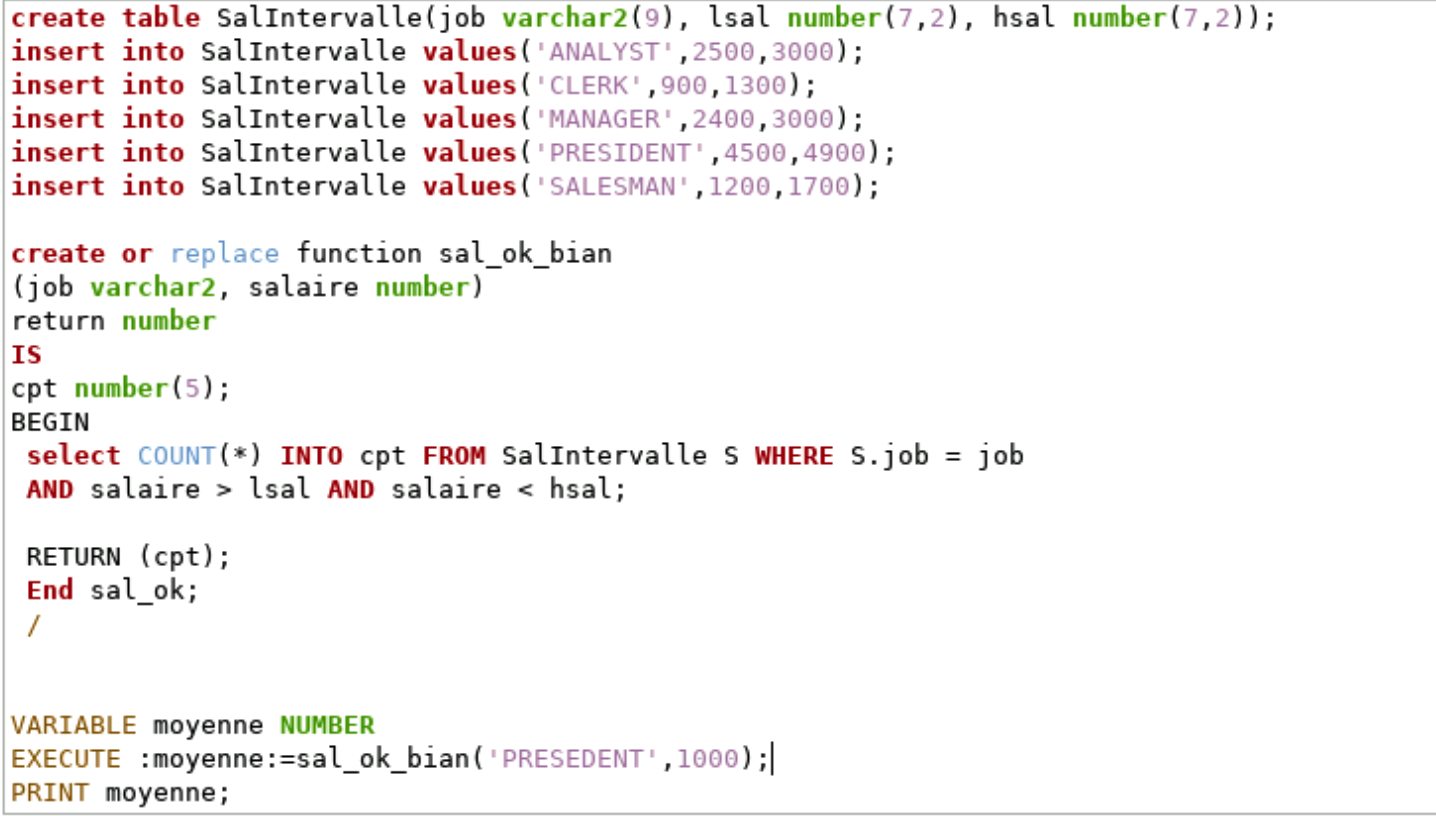 create table SalIntervalle(job varchar2(9), lsal number(7,2), hsal number(7,2));
insert into SalIntervalle values('ANALYST',2500,3000);
insert into SalIntervalle values('CLERK',900,1300);
insert into SalIntervalle values('MANAGER',2400,3000);
insert into SalIntervalle values('PRESIDENT',4500,4900);
insert into SalIntervalle values('SALESMAN',1200,1700);
create or replace function sal_ok_bian
(job varchar2, salaire number)
return number
IS
cpt number(5);
BEGIN
select COUNT(*) INTO cpt FROM SalIntervalle S WHERE S.job = job
AND salaire > lsal AND salaire < hsal;
RETURN (cpt);
End sal_ok;
/
VARIABLE moyenne NUMBER
EXECUTE :moyenne:=sal_ok_bian('PRESEDENT',1000);
PRINT moyenne;